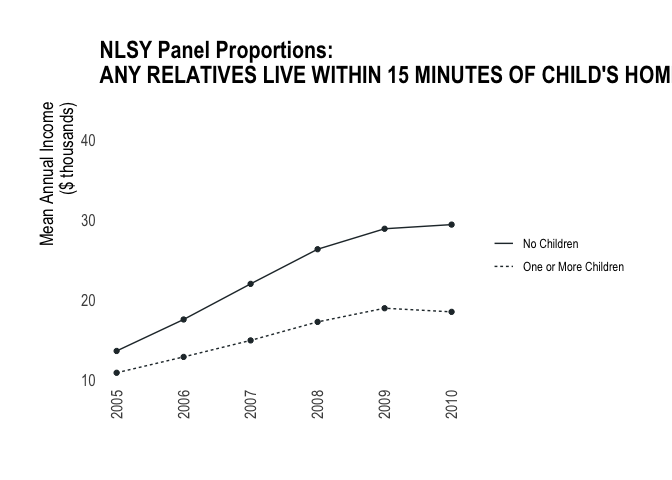 NLSY Panel Proportions:
ANY RELATIVES LIVE WITHIN 15 MINUTES OF CHILD'S HOM
Mean Annual Income
($ thousands)
40
30
20
10
2005
2006
2007
2008
2009
2010
No Children
One or More Children